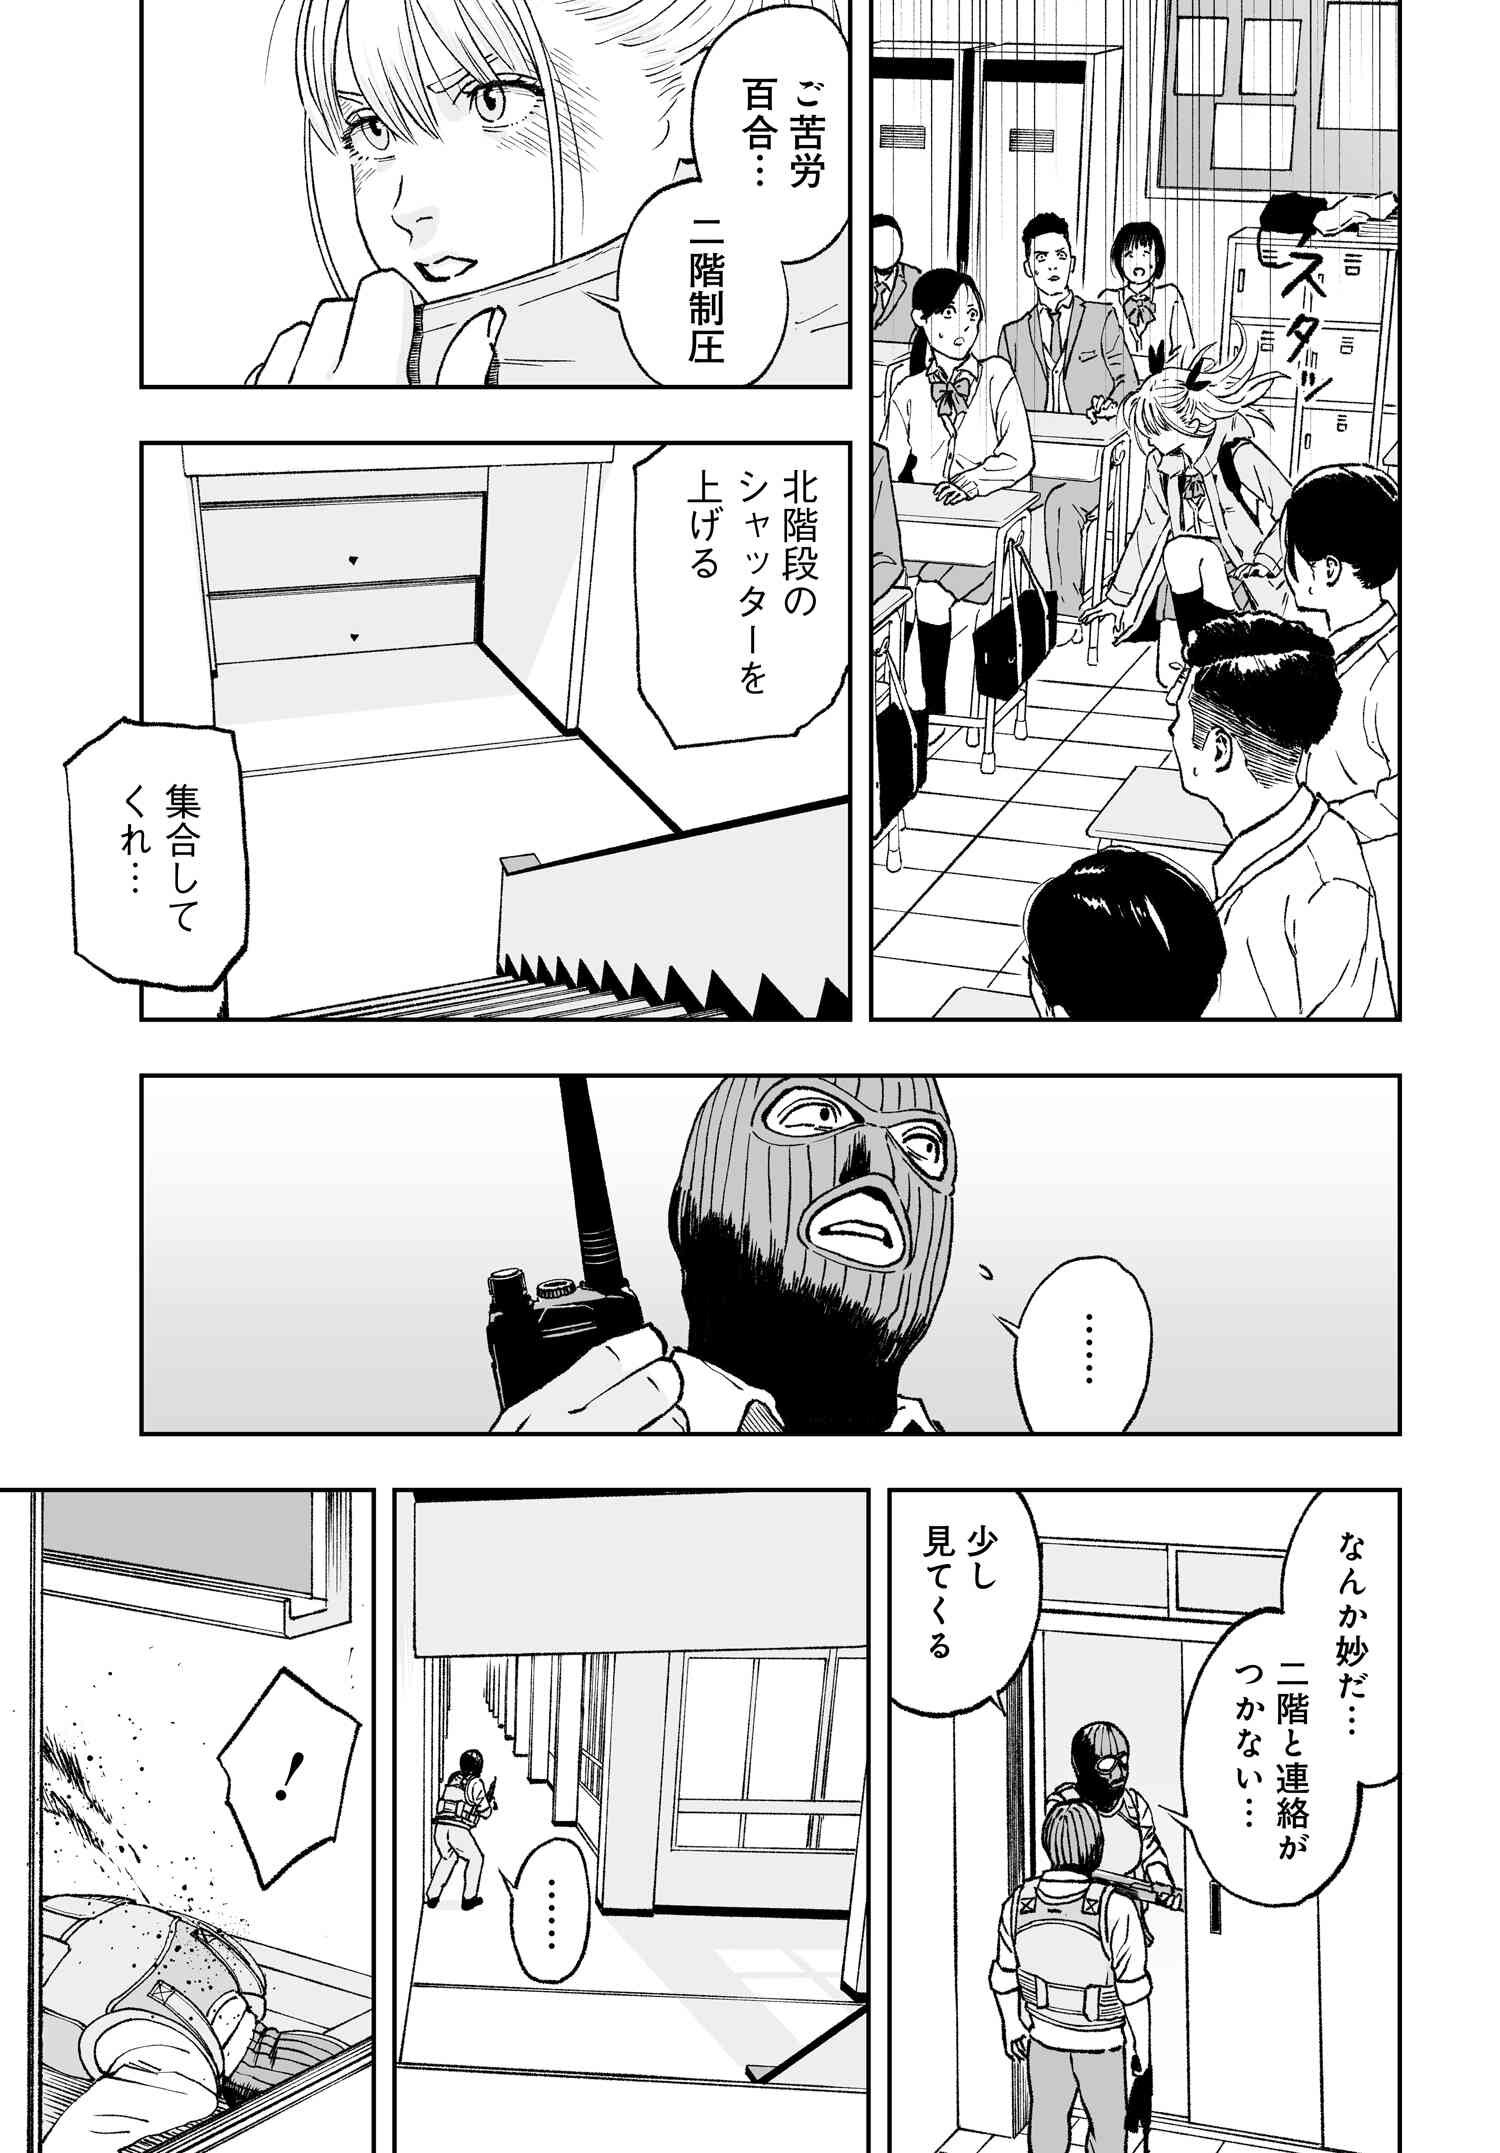 スタッ
ご苦労
百合…
二階制圧
北階段の
シャッターを
上げる
集合して
くれ…
……
なんか妙だ…
二階と連絡が
つかない…
少し
見てくる
……
！